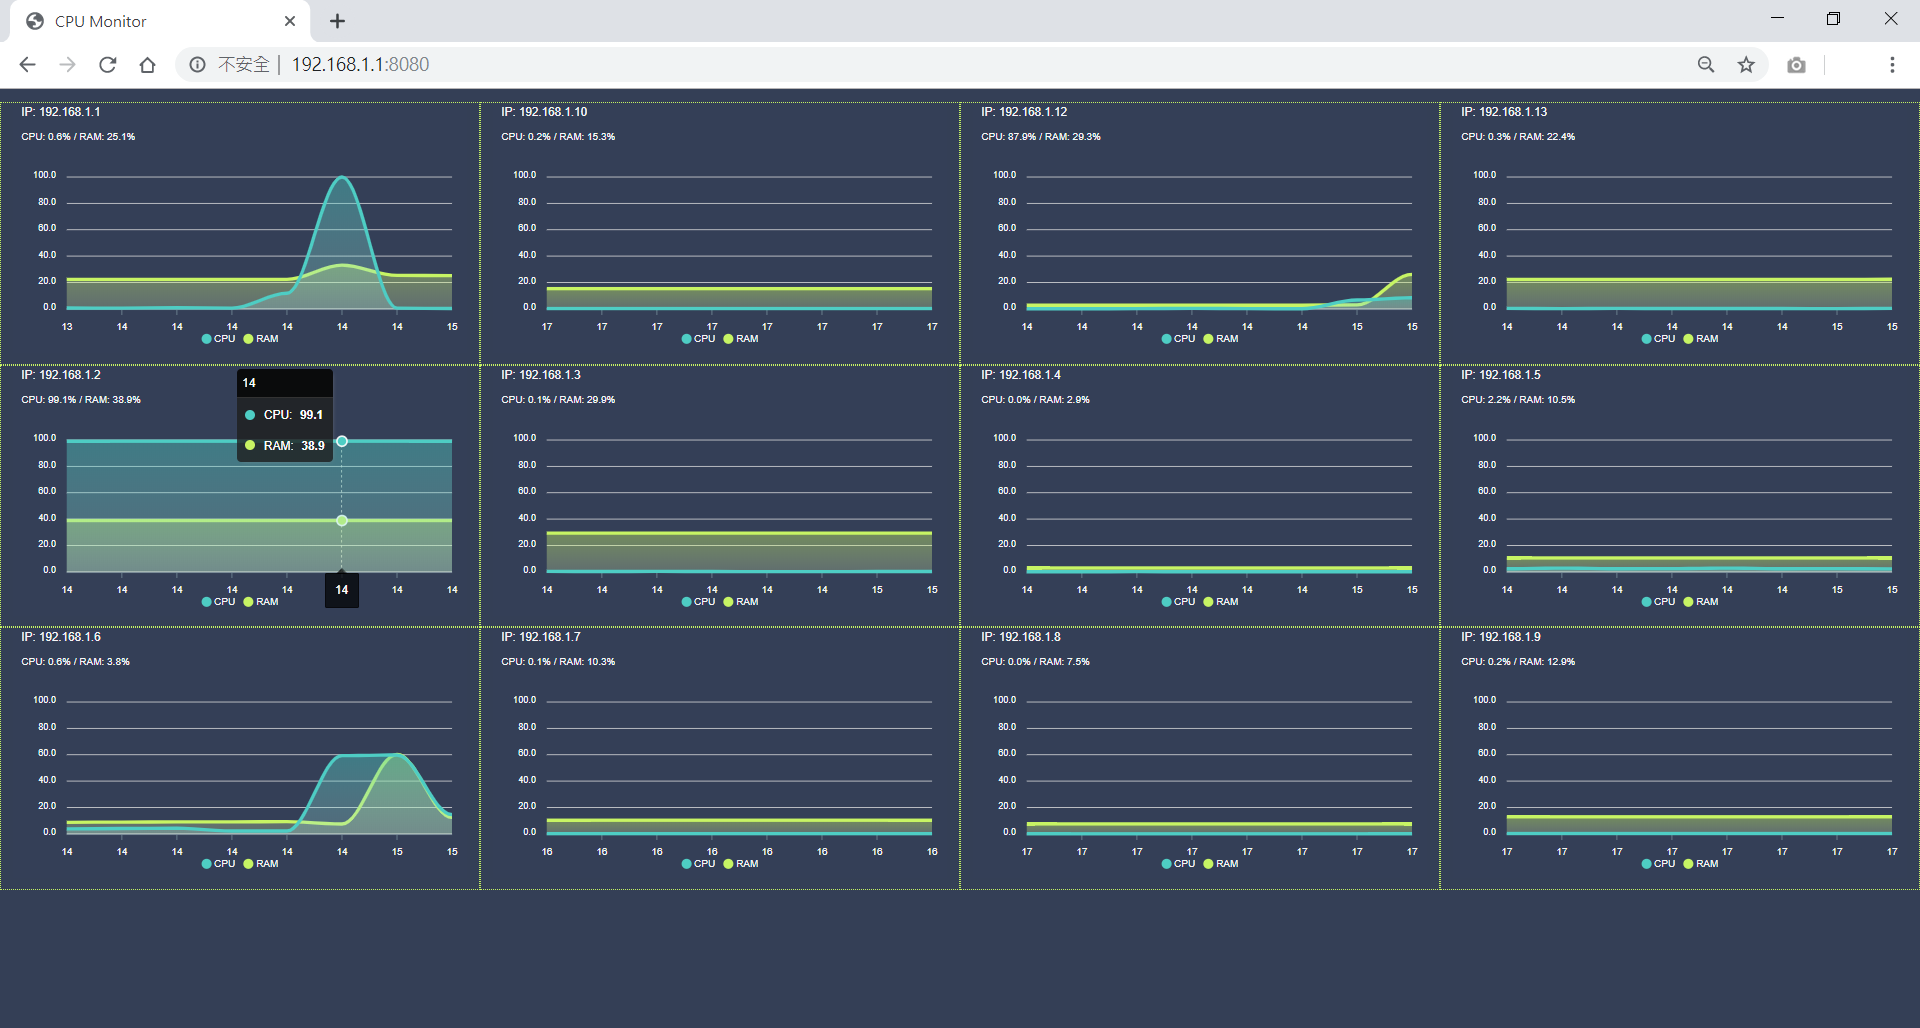 CPU Monitor
不安全 | 192.168.1.1:8080
IP: 192.168.1.1
CPU: 0.6% / RAM: 25.1%
100.0
80.0
60.0
40.0
20.0
0.0
13 14 14 14 14 14 14 15
CPU RAM
IP: 192.168.1.10
CPU: 0.2% / RAM: 15.3%
100.0
80.0
60.0
40.0
20.0
0.0
17 17 17 17 17 17 17 17
CPU RAM
IP: 192.168.1.12
CPU: 87.9% / RAM: 29.3%
100.0
80.0
60.0
40.0
20.0
0.0
14 14 14 14 14 14 15 15
CPU RAM
IP: 192.168.1.13
CPU: 0.3% / RAM: 22.4%
100.0
80.0
60.0
40.0
20.0
0.0
14 14 14 14 14 14 15 15
CPU RAM
IP: 192.168.1.2
CPU: 99.1% / RAM: 38.9%
14
CPU: 99.1
RAM: 38.9
100.0
80.0
60.0
40.0
20.0
0.0
14 14 14 14 14 14 14 14
CPU RAM
IP: 192.168.1.3
CPU: 0.1% / RAM: 29.9%
100.0
80.0
60.0
40.0
20.0
0.0
14 14 14 14 14 14 15 15
CPU RAM
IP: 192.168.1.4
CPU: 0.0% / RAM: 2.9%
100.0
80.0
60.0
40.0
20.0
0.0
14 14 14 14 14 14 15 15
CPU RAM
IP: 192.168.1.5
CPU: 2.2% / RAM: 10.5%
100.0
80.0
60.0
40.0
20.0
0.0
14 14 14 14 14 14 15 15
CPU RAM
IP: 192.168.1.6
CPU: 0.6% / RAM: 3.8%
100.0
80.0
60.0
40.0
20.0
0.0
14 14 14 14 14 14 15 15
CPU RAM
IP: 192.168.1.7
CPU: 0.1% / RAM: 10.3%
100.0
80.0
60.0
40.0
20.0
0.0
16 16 16 16 16 16 16 16
CPU RAM
IP: 192.168.1.8
CPU: 0.0% / RAM: 7.5%
100.0
80.0
60.0
40.0
20.0
0.0
17 17 17 17 17 17 17 17
CPU RAM
IP: 192.168.1.9
CPU: 0.2% / RAM: 12.9%
100.0
80.0
60.0
40.0
20.0
0.0
17 17 17 17 17 17 17 17
CPU RAM